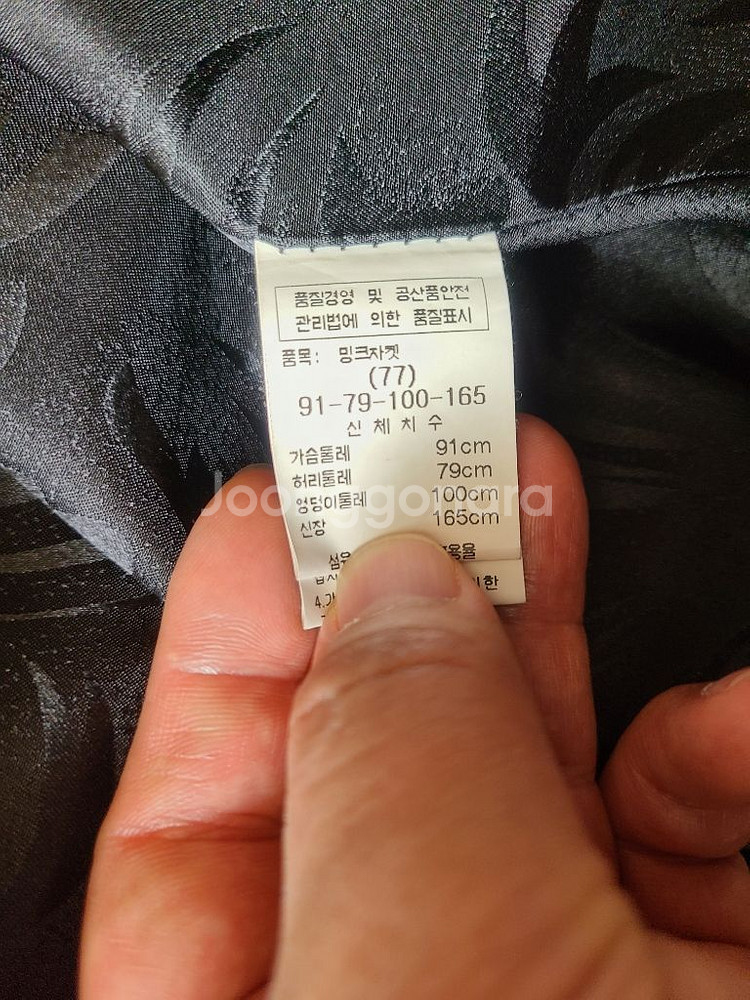 품질경영 및 공산품안전
관리법에 의한 품질표시
품목: 밍크자켓
(77)
91-79-100-165
신 체 치 수
가슴둘레 91cm
허리둘레 79cm
엉덩이둘레 100cm
신장 165cm
Joonggonara